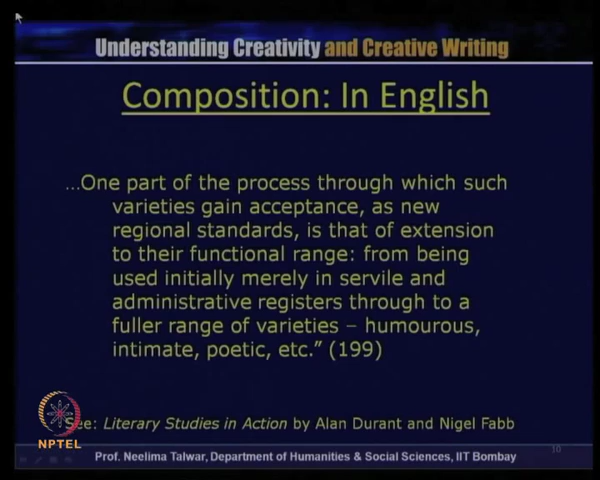 Understanding Creativity and Creative Writing
Composition: In English
...One part of the process through which such
varieties gain acceptance, as new
regional standards, is that of extension
to their functional range: from being
used initially merely in servile and
administrative registers through to a
fuller range of varieties – humourous,
intimate, poetic, etc.” (199)
See: Literary Studies in Action by Alan Durant and Nigel Fabb
NPTEL
Prof. Neelima Talwar, Department of Humanities & Social Sciences, IIT Bombay
10